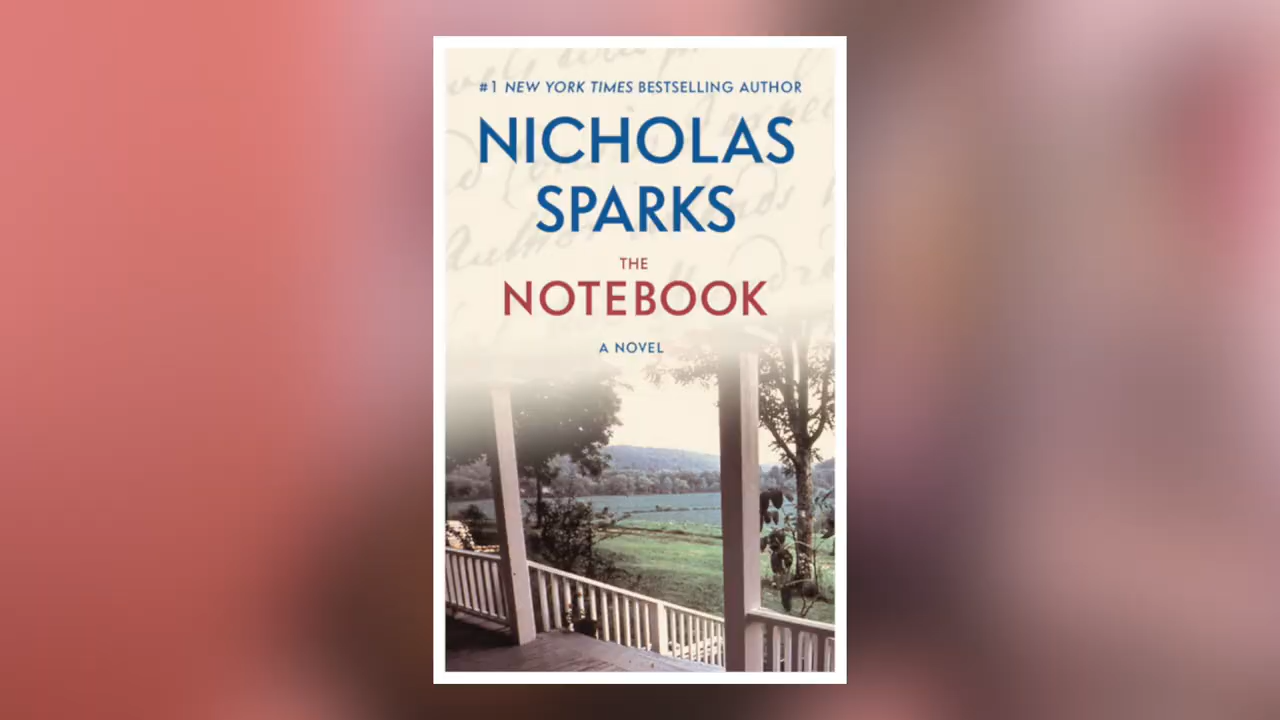 #1 NEW YORK TIMES BESTSELLING AUTHOR
NICHOLAS
SPARKS
THE
NOTEBOOK
A NOVEL